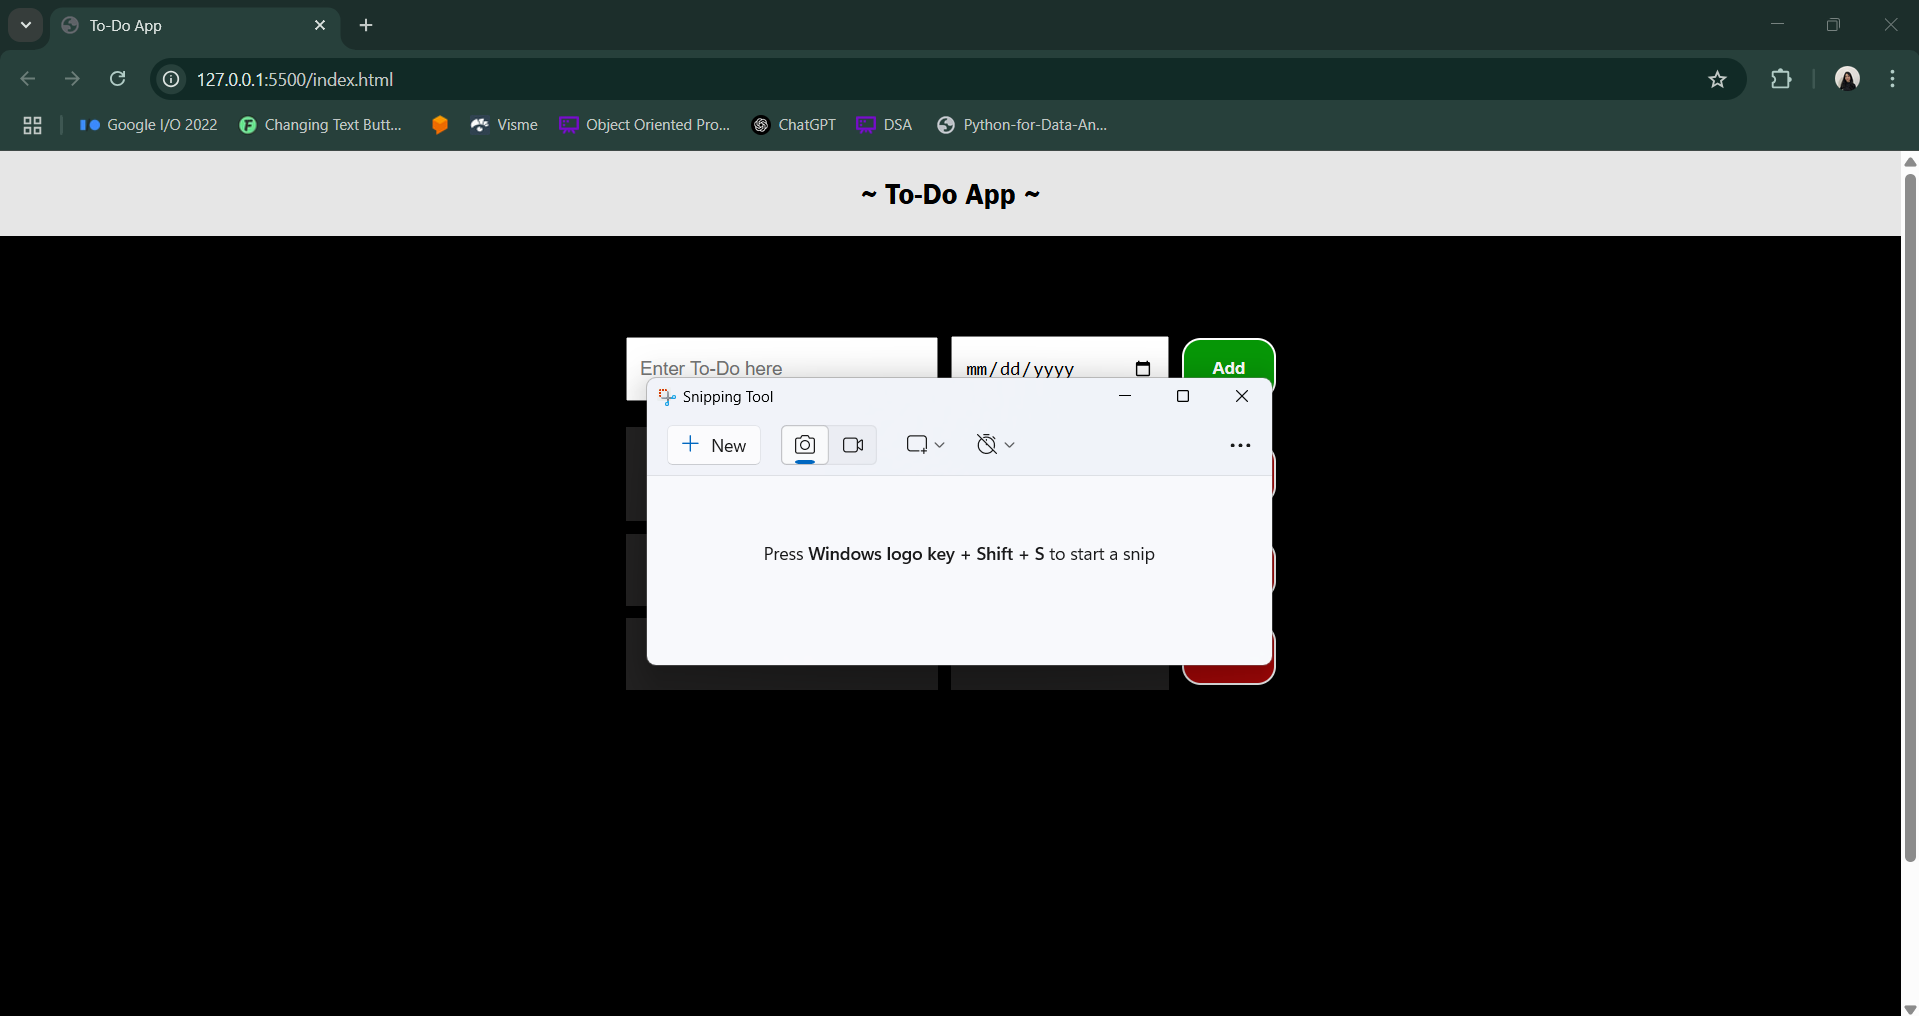 To-Do App
127.0.0.1:5500/index.html
Google I/O 2022
Changing Text Butt...
Visme
Object Oriented Pro...
ChatGPT
DSA
Python-for-Data-An...
~ To-Do App ~
Enter To-Do here
mm/dd/yyyy
Add
Snipping Tool
New
Press Windows logo key + Shift + S to start a snip